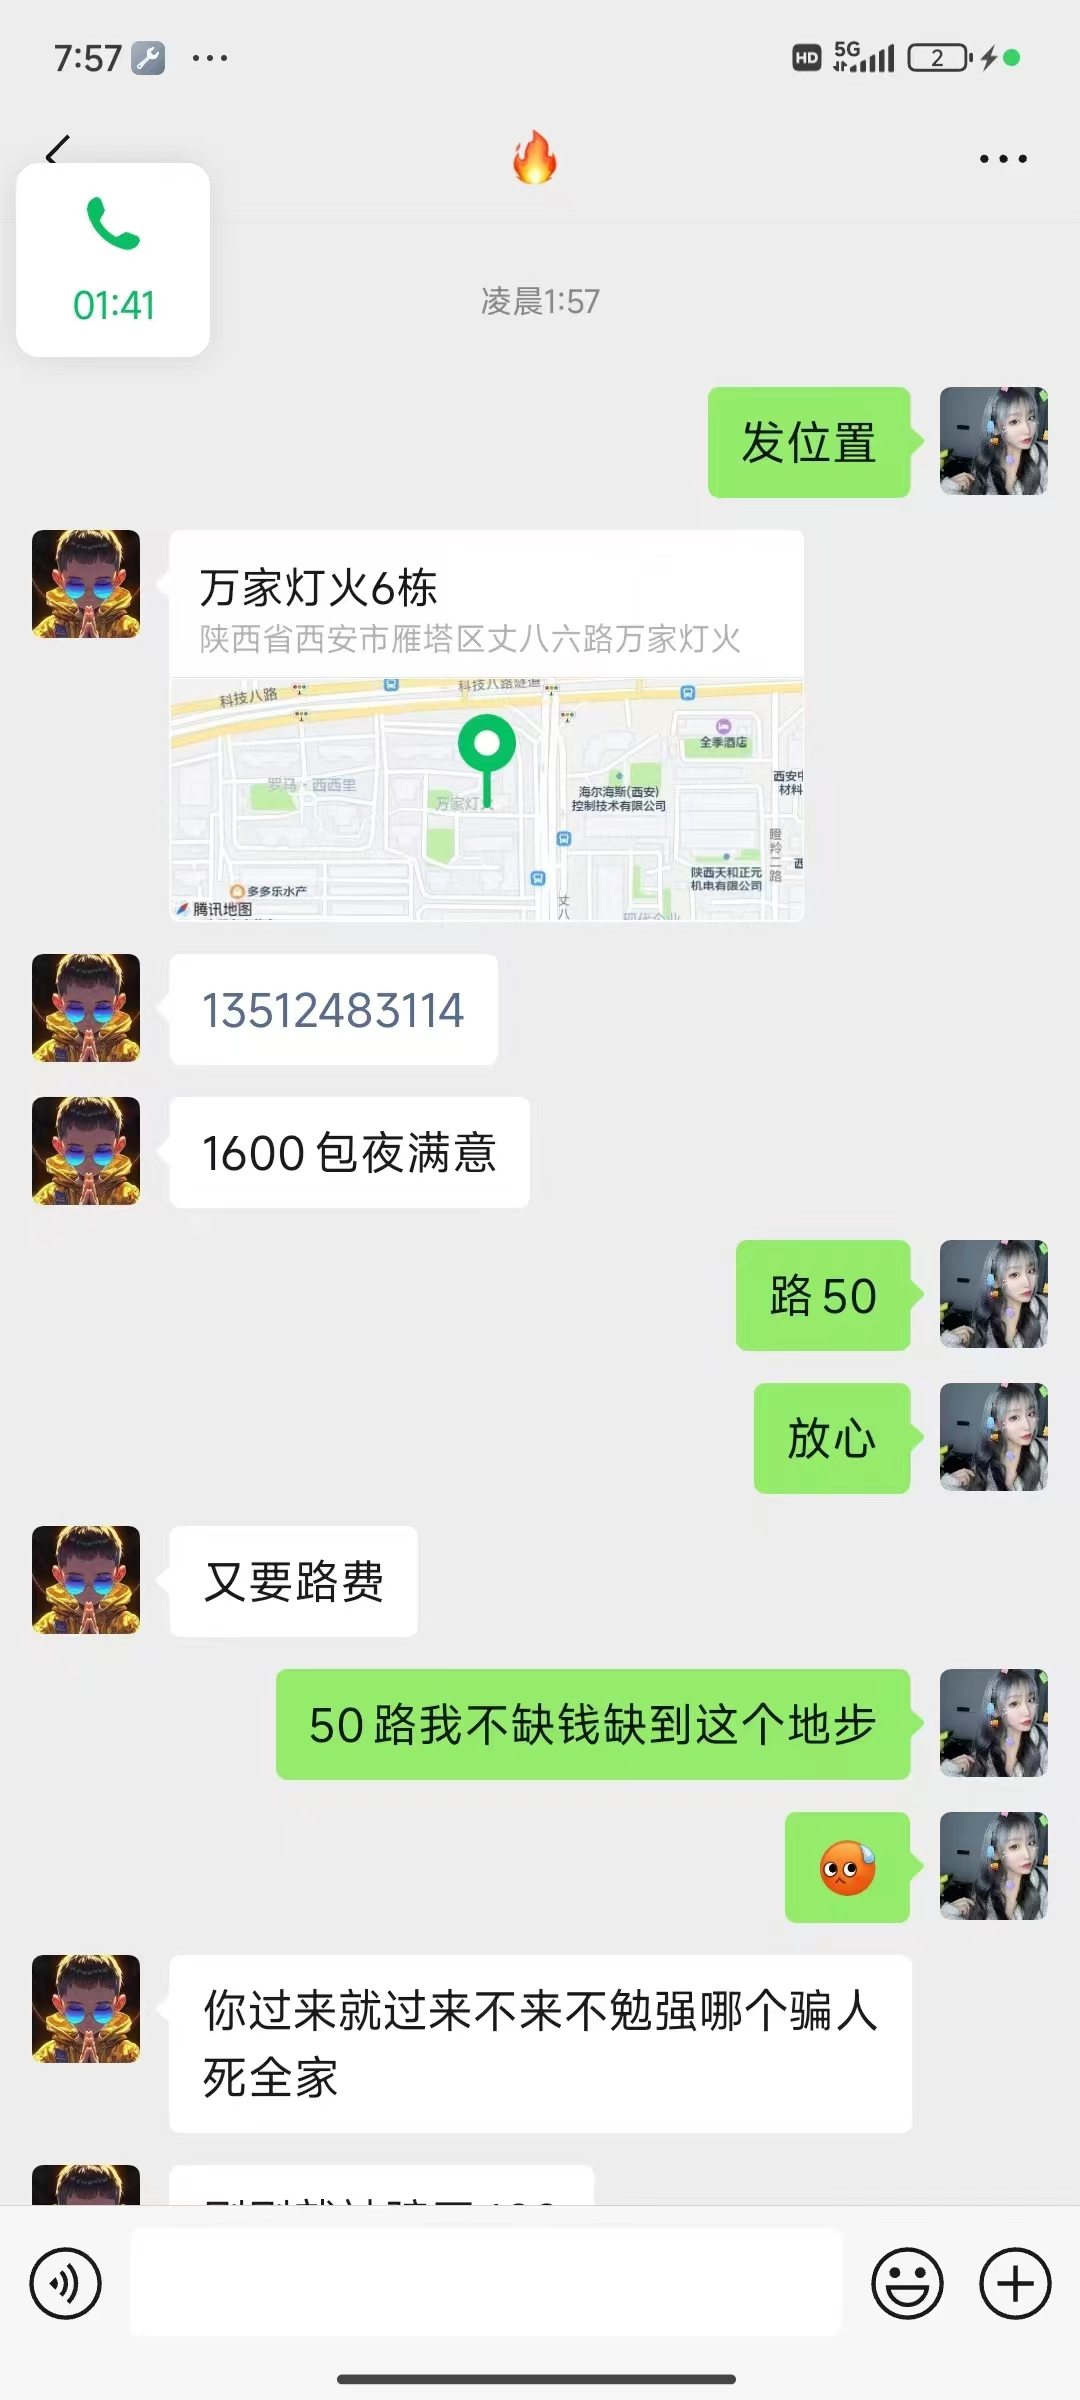 7:57
HD 5G 2
01:41
凌晨1:57
发位置
万家灯火6栋
陕西省西安市雁塔区丈八六路万家灯火
科技八路
科技八路隧道
全季酒店
罗马·西西里
万家灯火
海尔海斯(西安)
控制技术有限公司
西安中
材料
瞪羚二路
西
陕西天和正元
机电有限公司
多多乐水产
腾讯地图
丈八
现代企业
13512483114
1600包夜满意
路50
放心
又要路费
50路我不缺钱缺到这个地步
你过来就过来不来不勉强哪个骗人
死全家